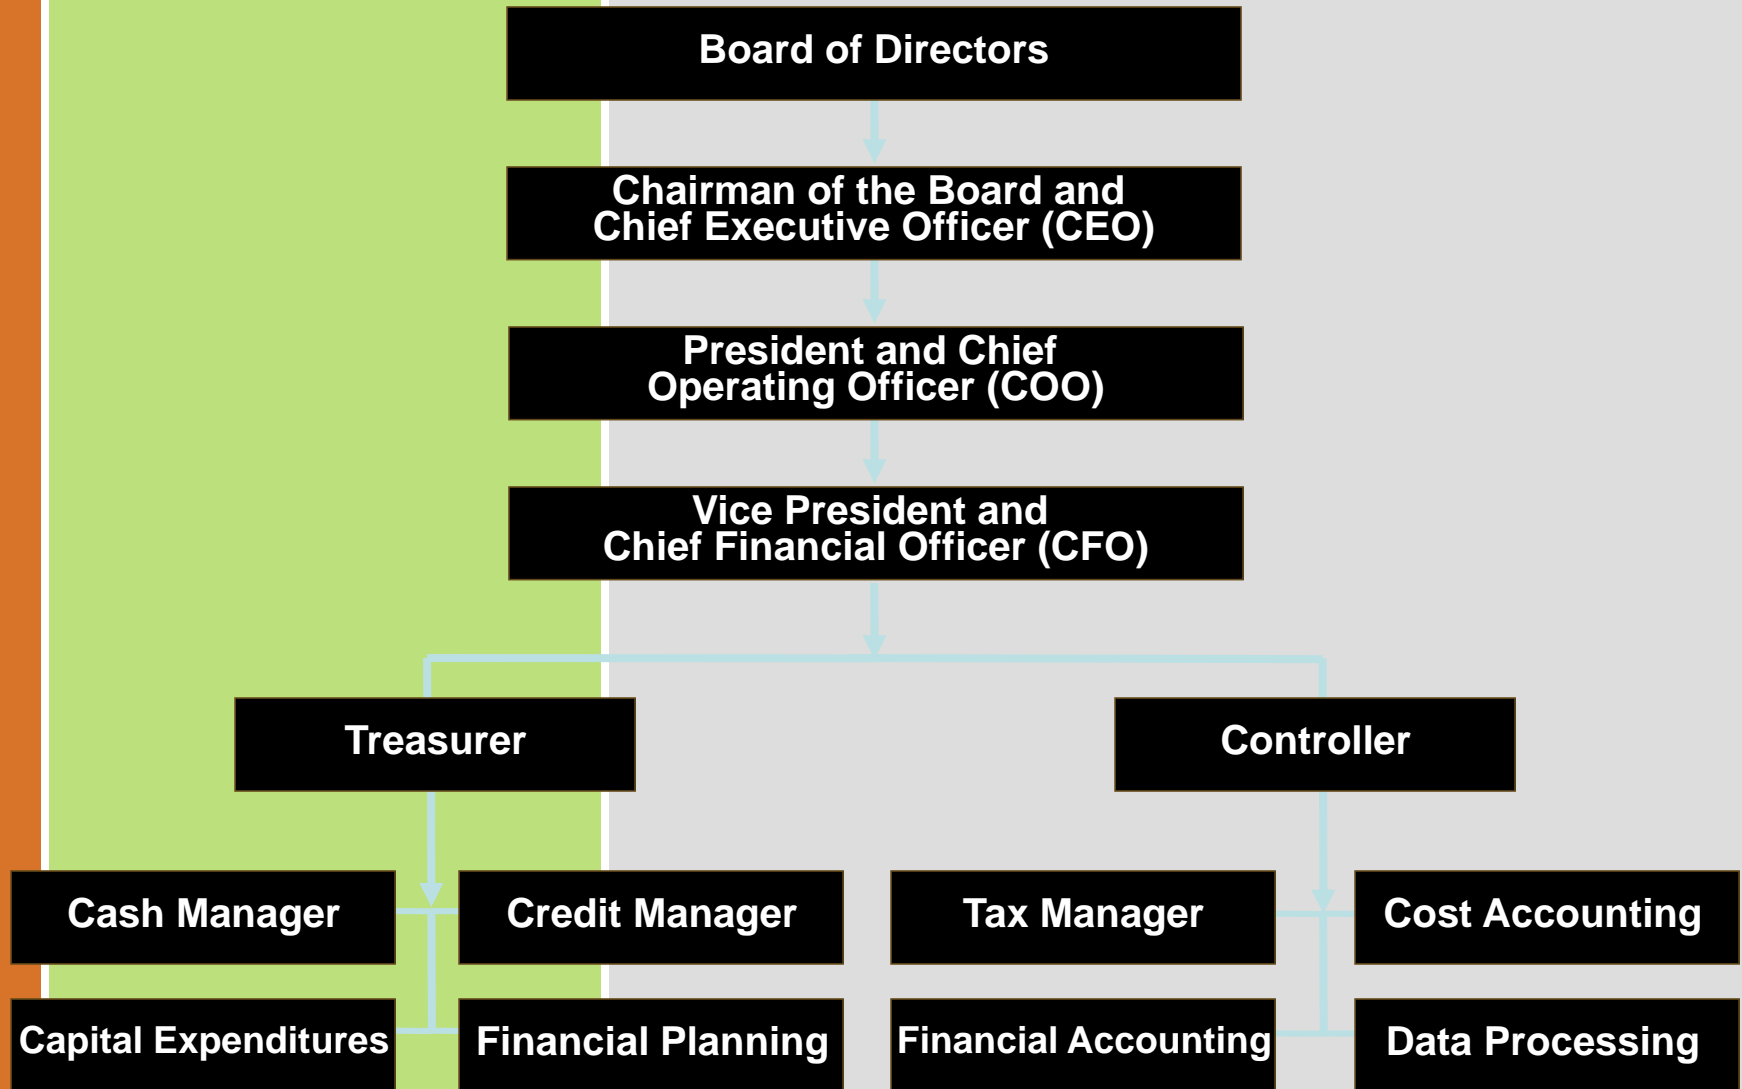 Board of Directors
Chairman of the Board and
Chief Executive Officer (CEO)
President and Chief
Operating Officer (COO)
Vice President and
Chief Financial Officer (CFO)
Treasurer
Controller
Cash Manager
Credit Manager
Tax Manager
Cost Accounting
Capital Expenditures
Financial Planning
Financial Accounting
Data Processing